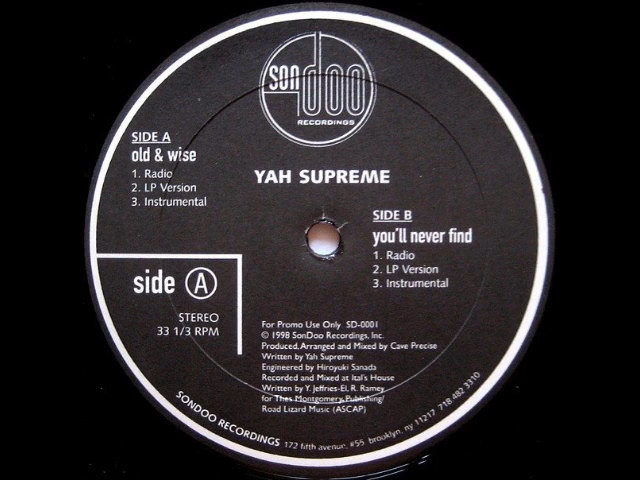 son doo
RECORDINGS
YAH SUPREME
SIDE A
old & wise
1. Radio
2. LP Version
3. Instrumental
SIDE B
you'll never find
1. Radio
2. LP Version
3. Instrumental
side A
STEREO
33 1/3 RPM
For Promo Use Only SD-0001
© 1998 SonDoo Recordings, Inc.
Produced, Arranged and Mixed by Cave Precise
Written by Yah Supreme
Engineered by Hiroyuki Sanada
Recorded and Mixed at Ital's House
Written by Y. Jeffries-El, R. Ramey
for Thes Montgomery Publishing/
Road Lizard Music (ASCAP)
SONDOO RECORDINGS 172 fifth avenue, #55 brooklyn, ny 11217 718 482 3310